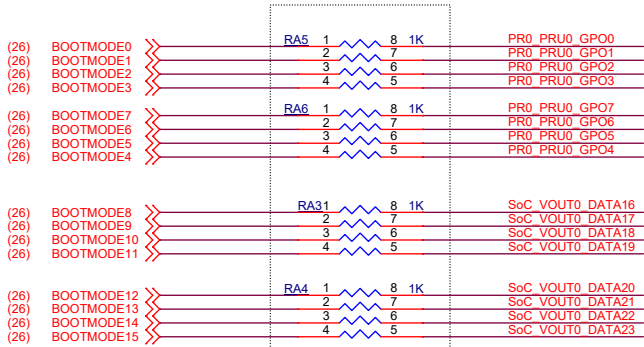 (26) BOOTMODE0 RA5 1 8 1K PR0_PRU0_GPO0
(26) BOOTMODE1 2 7 PR0_PRU0_GPO1
(26) BOOTMODE2 3 6 PR0_PRU0_GPO2
(26) BOOTMODE3 4 5 PR0_PRU0_GPO3
(26) BOOTMODE7 RA6 1 8 1K PR0_PRU0_GPO7
(26) BOOTMODE6 2 7 PR0_PRU0_GPO6
(26) BOOTMODE5 3 6 PR0_PRU0_GPO5
(26) BOOTMODE4 4 5 PR0_PRU0_GPO4
(26) BOOTMODE8 RA3 1 8 1K SoC_VOUT0_DATA16
(26) BOOTMODE9 2 7 SoC_VOUT0_DATA17
(26) BOOTMODE10 3 6 SoC_VOUT0_DATA18
(26) BOOTMODE11 4 5 SoC_VOUT0_DATA19
(26) BOOTMODE12 RA4 1 8 1K SoC_VOUT0_DATA20
(26) BOOTMODE13 2 7 SoC_VOUT0_DATA21
(26) BOOTMODE14 3 6 SoC_VOUT0_DATA22
(26) BOOTMODE15 4 5 SoC_VOUT0_DATA23